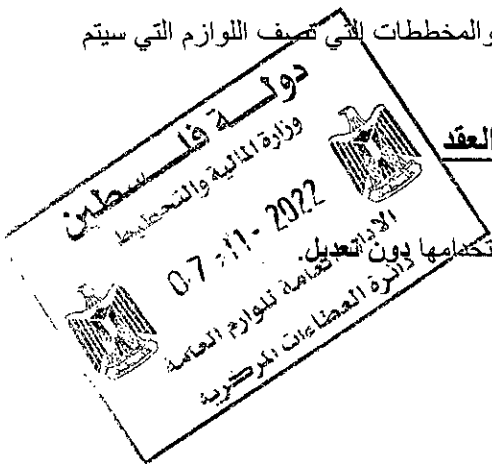 والمخططات التي تصف اللوازم التي سيتم
دولة فلسطين
وزارة المالية والتخطيط
العقد
07 -11- 2022
تخدامها دون تعديل.
الادارة العامة للوازم العامة
دائرة العطاءات المركزية